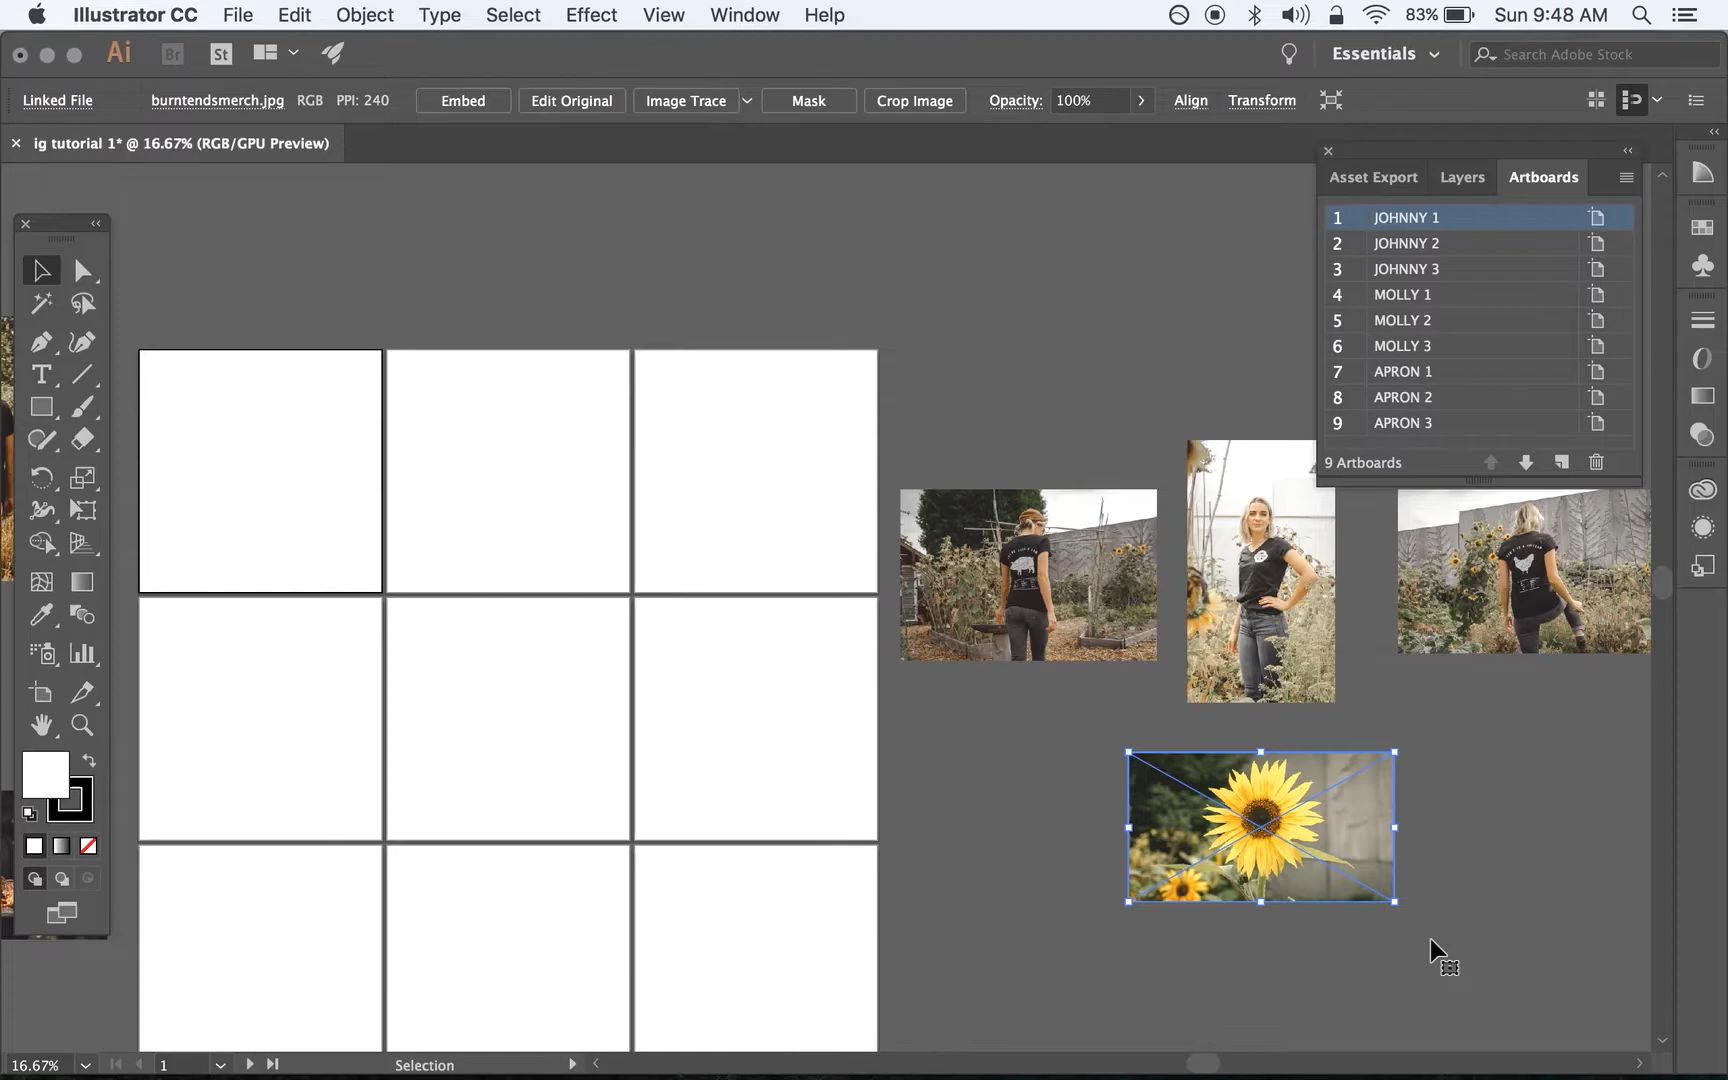 Illustrator CC File Edit Object Type Select Effect View Window Help 83% Sun 9:48 AM
Ai Br St Essentials Search Adobe Stock
Linked File burntendsmerch.jpg RGB PPI: 240 Embed Edit Original Image Trace Mask Crop Image Opacity: 100% Align Transform
× ig tutorial 1* @ 16.67% (RGB/GPU Preview)
Asset Export Layers Artboards
1 JOHNNY 1
2 JOHNNY 2
3 JOHNNY 3
4 MOLLY 1
5 MOLLY 2
6 MOLLY 3
7 APRON 1
8 APRON 2
9 APRON 3
9 Artboards
16.67% 1 Selection